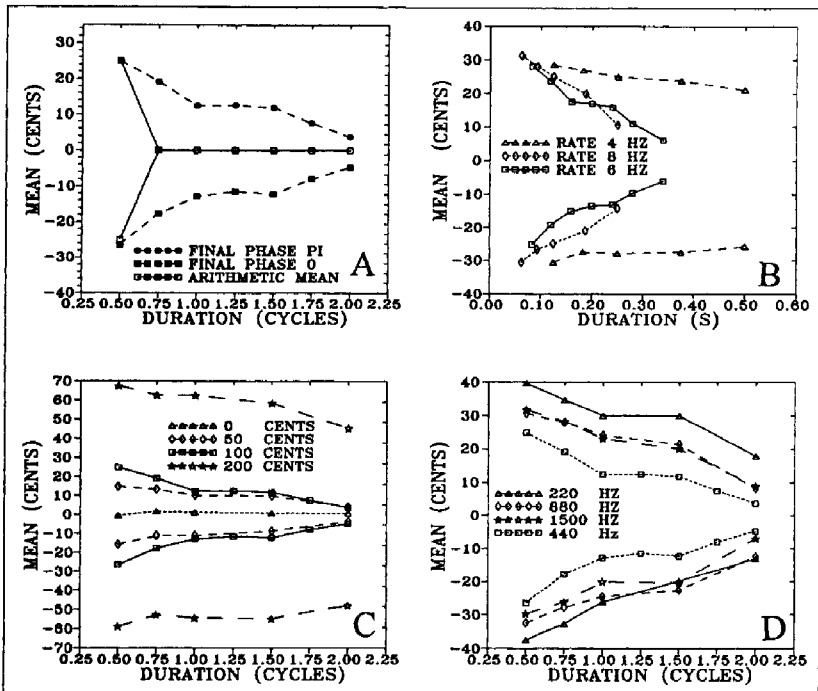 MEAN (CENTS)
30
20
10
0
-10
-20
-30
-40
FINAL PHASE PI
FINAL PHASE 0
ARITHMETIC MEAN
A
0.25 0.50 0.75 1.00 1.25 1.50 1.75 2.00 2.25
DURATION (CYCLES)
MEAN (CENTS)
40
30
20
10
0
-10
-20
-30
-40
RATE 4 HZ
RATE 8 HZ
RATE 6 HZ
B
0.00 0.10 0.20 0.30 0.40 0.50 0.60
DURATION (S)
MEAN (CENTS)
70
60
50
40
30
20
10
0
-10
-20
-30
-40
-50
-60
-70
0 CENTS
50 CENTS
100 CENTS
200 CENTS
C
0.25 0.50 0.75 1.00 1.25 1.50 1.75 2.00 2.25
DURATION (CYCLES)
MEAN (CENTS)
40
30
20
10
0
-10
-20
-30
-40
220 HZ
880 HZ
1500 HZ
440 Hz
D
0.25 0.50 0.75 1.00 1.25 1.50 1.75 2.00 2.25
DURATION (CYCLES)